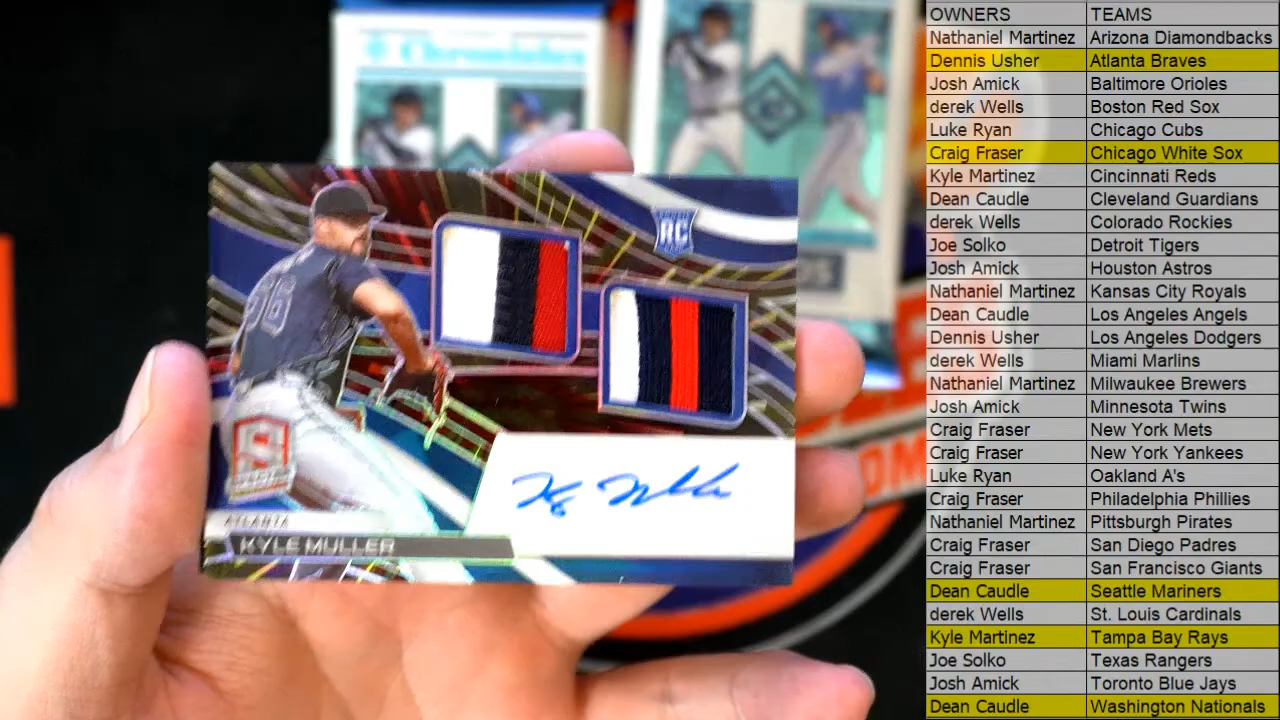 OWNERS TEAMS
Nathaniel Martinez Arizona Diamondbacks
Dennis Usher Atlanta Braves
Josh Amick Baltimore Orioles
derek Wells Boston Red Sox
Luke Ryan Chicago Cubs
Craig Fraser Chicago White Sox
Kyle Martinez Cincinnati Reds
Dean Caudle Cleveland Guardians
derek Wells Colorado Rockies
Joe Solko Detroit Tigers
Josh Amick Houston Astros
Nathaniel Martinez Kansas City Royals
Dean Caudle Los Angeles Angels
Dennis Usher Los Angeles Dodgers
derek Wells Miami Marlins
Nathaniel Martinez Milwaukee Brewers
Josh Amick Minnesota Twins
Craig Fraser New York Mets
Craig Fraser New York Yankees
Luke Ryan Oakland A's
Craig Fraser Philadelphia Phillies
Nathaniel Martinez Pittsburgh Pirates
Craig Fraser San Diego Padres
Craig Fraser San Francisco Giants
Dean Caudle Seattle Mariners
derek Wells St. Louis Cardinals
Kyle Martinez Tampa Bay Rays
Joe Solko Texas Rangers
Josh Amick Toronto Blue Jays
Dean Caudle Washington Nationals
Chronicles
RC
66
S
ATLANTA
KYLE MULLER